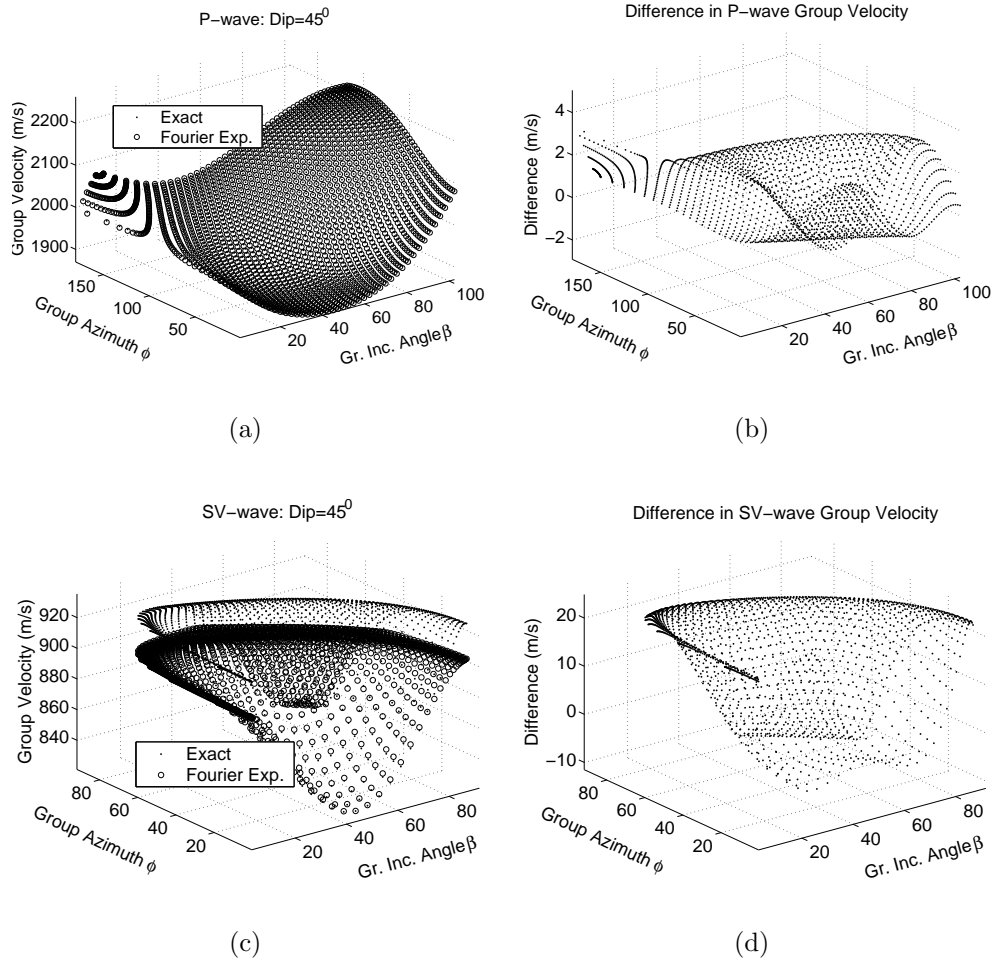 P−wave: Dip=45⁰
Group Velocity (m/s)
2200
2100
2000
1900
Exact
Fourier Exp.
150
100
50
Group Azimuth ϕ
20
40
60
80
100
Gr. Inc. Angle β
(a)
Difference in P−wave Group Velocity
Difference (m/s)
4
2
0
−2
150
100
50
Group Azimuth ϕ
20
40
60
80
100
Gr. Inc. Angle β
(b)
SV−wave: Dip=45⁰
Group Velocity (m/s)
920
900
880
860
840
Exact
Fourier Exp.
80
60
40
20
Group Azimuth ϕ
20
40
60
80
Gr. Inc. Angle β
(c)
Difference in SV−wave Group Velocity
Difference (m/s)
20
10
0
−10
80
60
40
20
Group Azimuth ϕ
20
40
60
80
Gr. Inc. Angle β
(d)